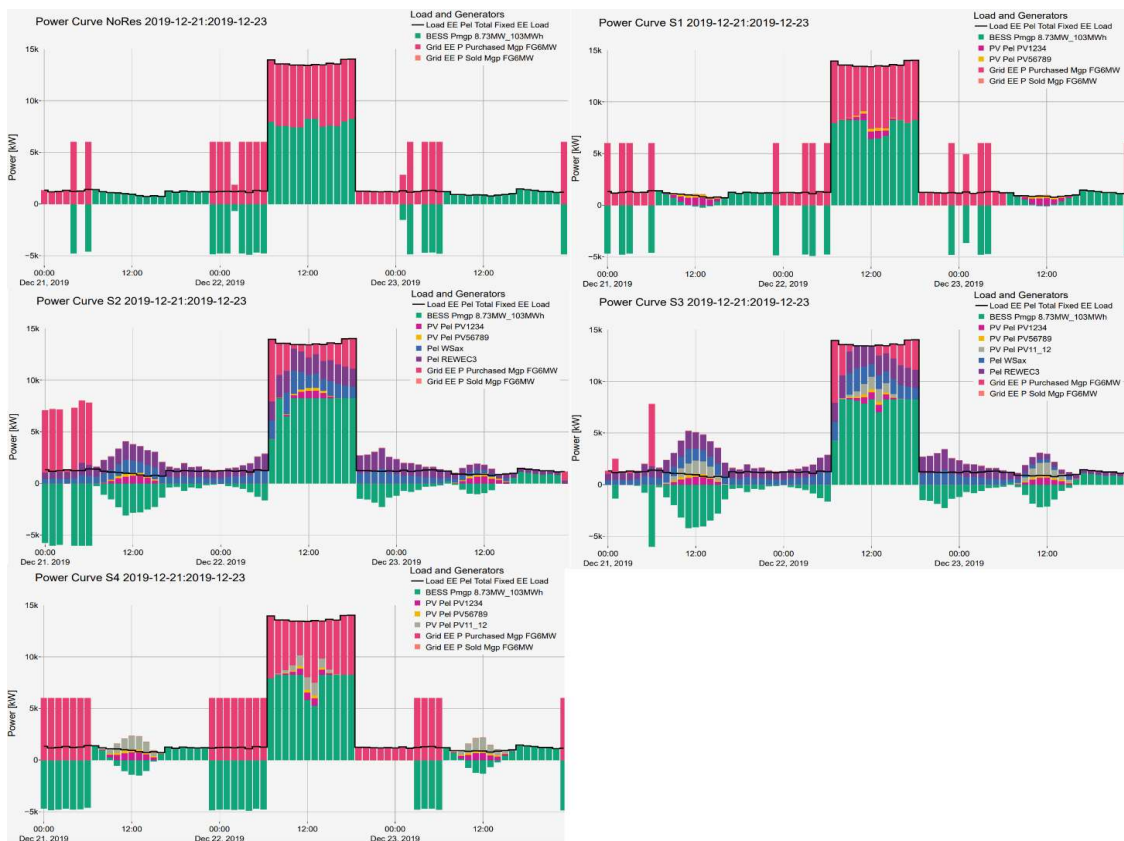 Power Curve NoRes 2019-12-21:2019-12-23
Load and Generators
Load EE Pel Total Fixed EE Load
BESS Pmgp 8.73MW_103MWh
Grid EE P Purchased Mgp FG6MW
Grid EE P Sold Mgp FG6MW
Power [kW]
15k
10k
5k
0
−5k
00:00
Dec 21, 2019
12:00
00:00
Dec 22, 2019
12:00
00:00
Dec 23, 2019
12:00
Power Curve S1 2019-12-21:2019-12-23
Load and Generators
Load EE Pel Total Fixed EE Load
BESS Pmgp 8.73MW_103MWh
PV Pel PV1234
PV Pel PV56789
Grid EE P Purchased Mgp FG6MW
Grid EE P Sold Mgp FG6MW
Power [kW]
15k
10k
5k
0
−5k
00:00
Dec 21, 2019
12:00
00:00
Dec 22, 2019
12:00
00:00
Dec 23, 2019
12:00
Power Curve S2 2019-12-21:2019-12-23
Load and Generators
Load EE Pel Total Fixed EE Load
BESS Pmgp 8.73MW_103MWh
PV Pel PV1234
PV Pel PV56789
Pel WSax
Pel REWEC3
Grid EE P Purchased Mgp FG6MW
Grid EE P Sold Mgp FG6MW
Power [kW]
15k
10k
5k
0
−5k
00:00
Dec 21, 2019
12:00
00:00
Dec 22, 2019
12:00
00:00
Dec 23, 2019
12:00
Power Curve S3 2019-12-21:2019-12-23
Load and Generators
Load EE Pel Total Fixed EE Load
BESS Pmgp 8.73MW_103MWh
PV Pel PV1234
PV Pel PV56789
PV Pel PV11_12
Pel WSax
Pel REWEC3
Grid EE P Purchased Mgp FG6MW
Grid EE P Sold Mgp FG6MW
Power [kW]
15k
10k
5k
0
−5k
00:00
Dec 21, 2019
12:00
00:00
Dec 22, 2019
12:00
00:00
Dec 23, 2019
12:00
Power Curve S4 2019-12-21:2019-12-23
Load and Generators
Load EE Pel Total Fixed EE Load
BESS Pmgp 8.73MW_103MWh
PV Pel PV1234
PV Pel PV56789
PV Pel PV11_12
Grid EE P Purchased Mgp FG6MW
Grid EE P Sold Mgp FG6MW
Power [kW]
15k
10k
5k
0
−5k
00:00
Dec 21, 2019
12:00
00:00
Dec 22, 2019
12:00
00:00
Dec 23, 2019
12:00